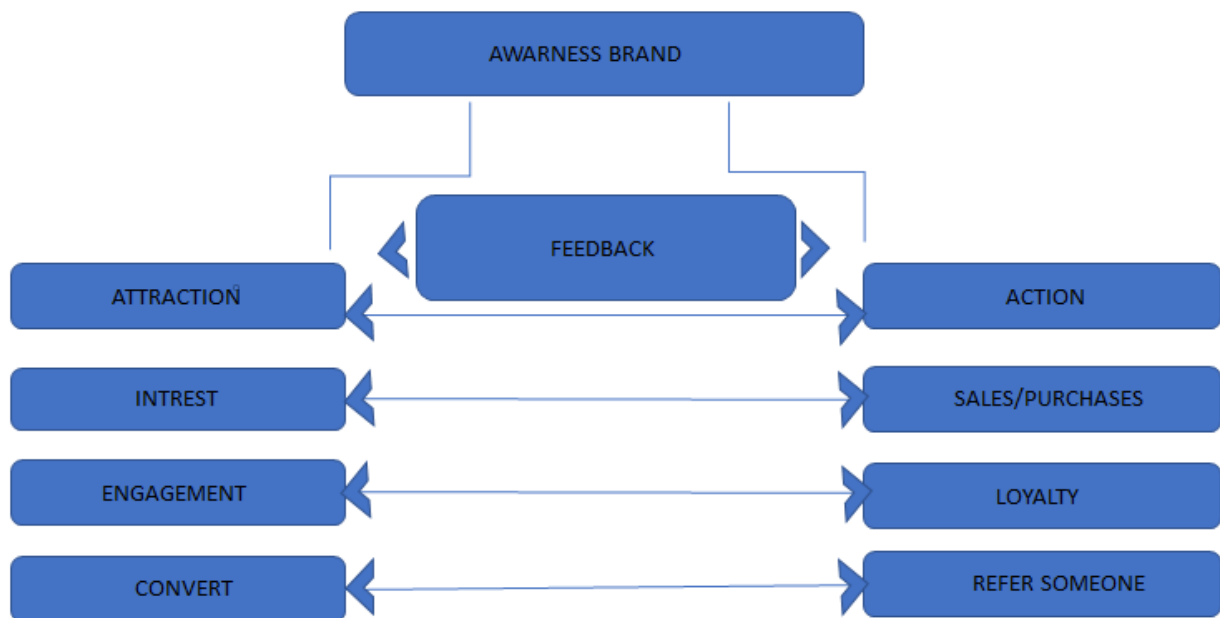 AWARNESS BRAND
FEEDBACK
ATTRACTION
ACTION
INTREST
SALES/PURCHASES
ENGAGEMENT
LOYALTY
CONVERT
REFER SOMEONE